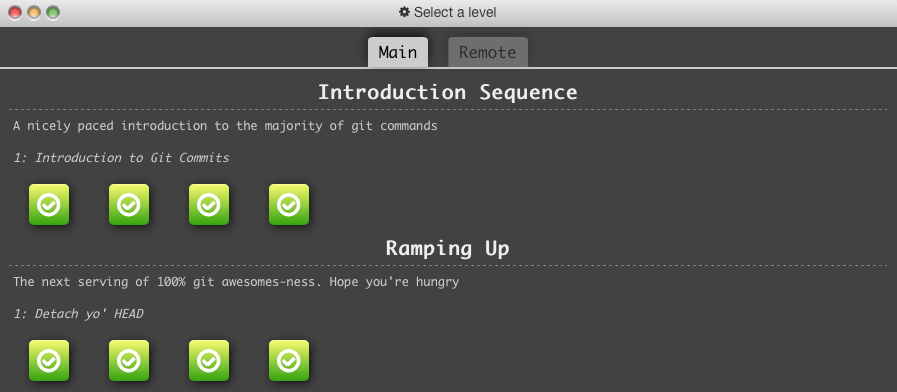 Select a level
Main
Remote
Introduction Sequence
A nicely paced introduction to the majority of git commands
1: Introduction to Git Commits
Ramping Up
The next serving of 100% git awesomes-ness. Hope you're hungry
1: Detach yo' HEAD